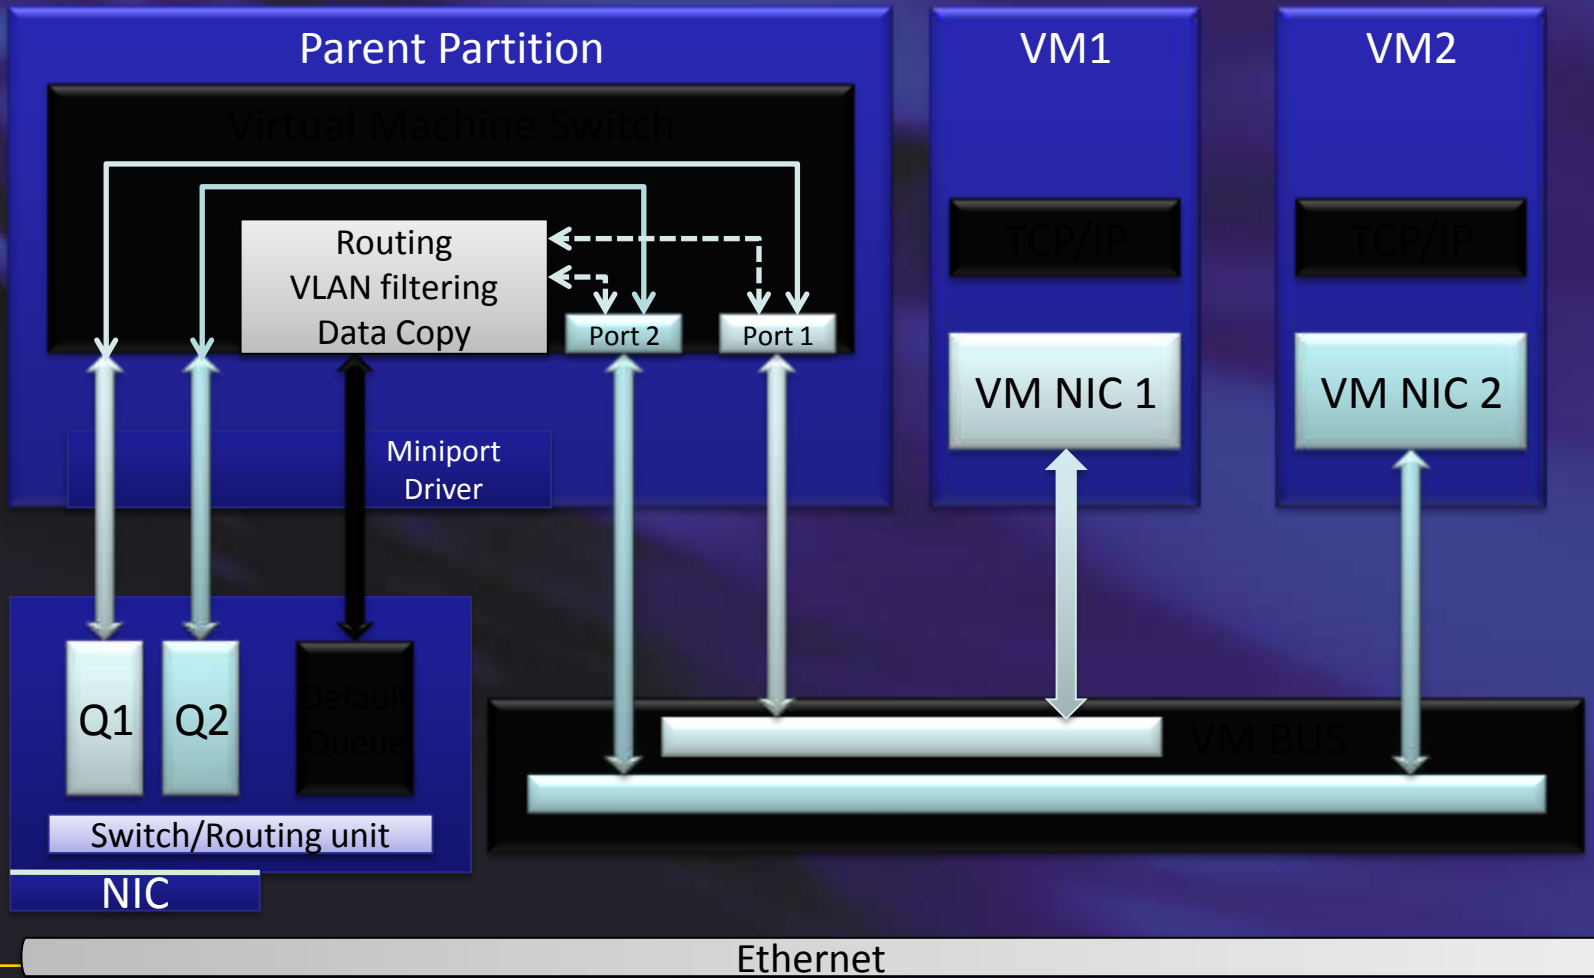 Parent Partition
VM1
VM2
Virtual Machine Switch
Routing
VLAN filtering
Data Copy
Port 2
Port 1
TCP/IP
TCP/IP
VM NIC 1
VM NIC 2
Miniport
Driver
Q1
Q2
Default
Queue
VM BUS
Switch/Routing unit
NIC
Ethernet